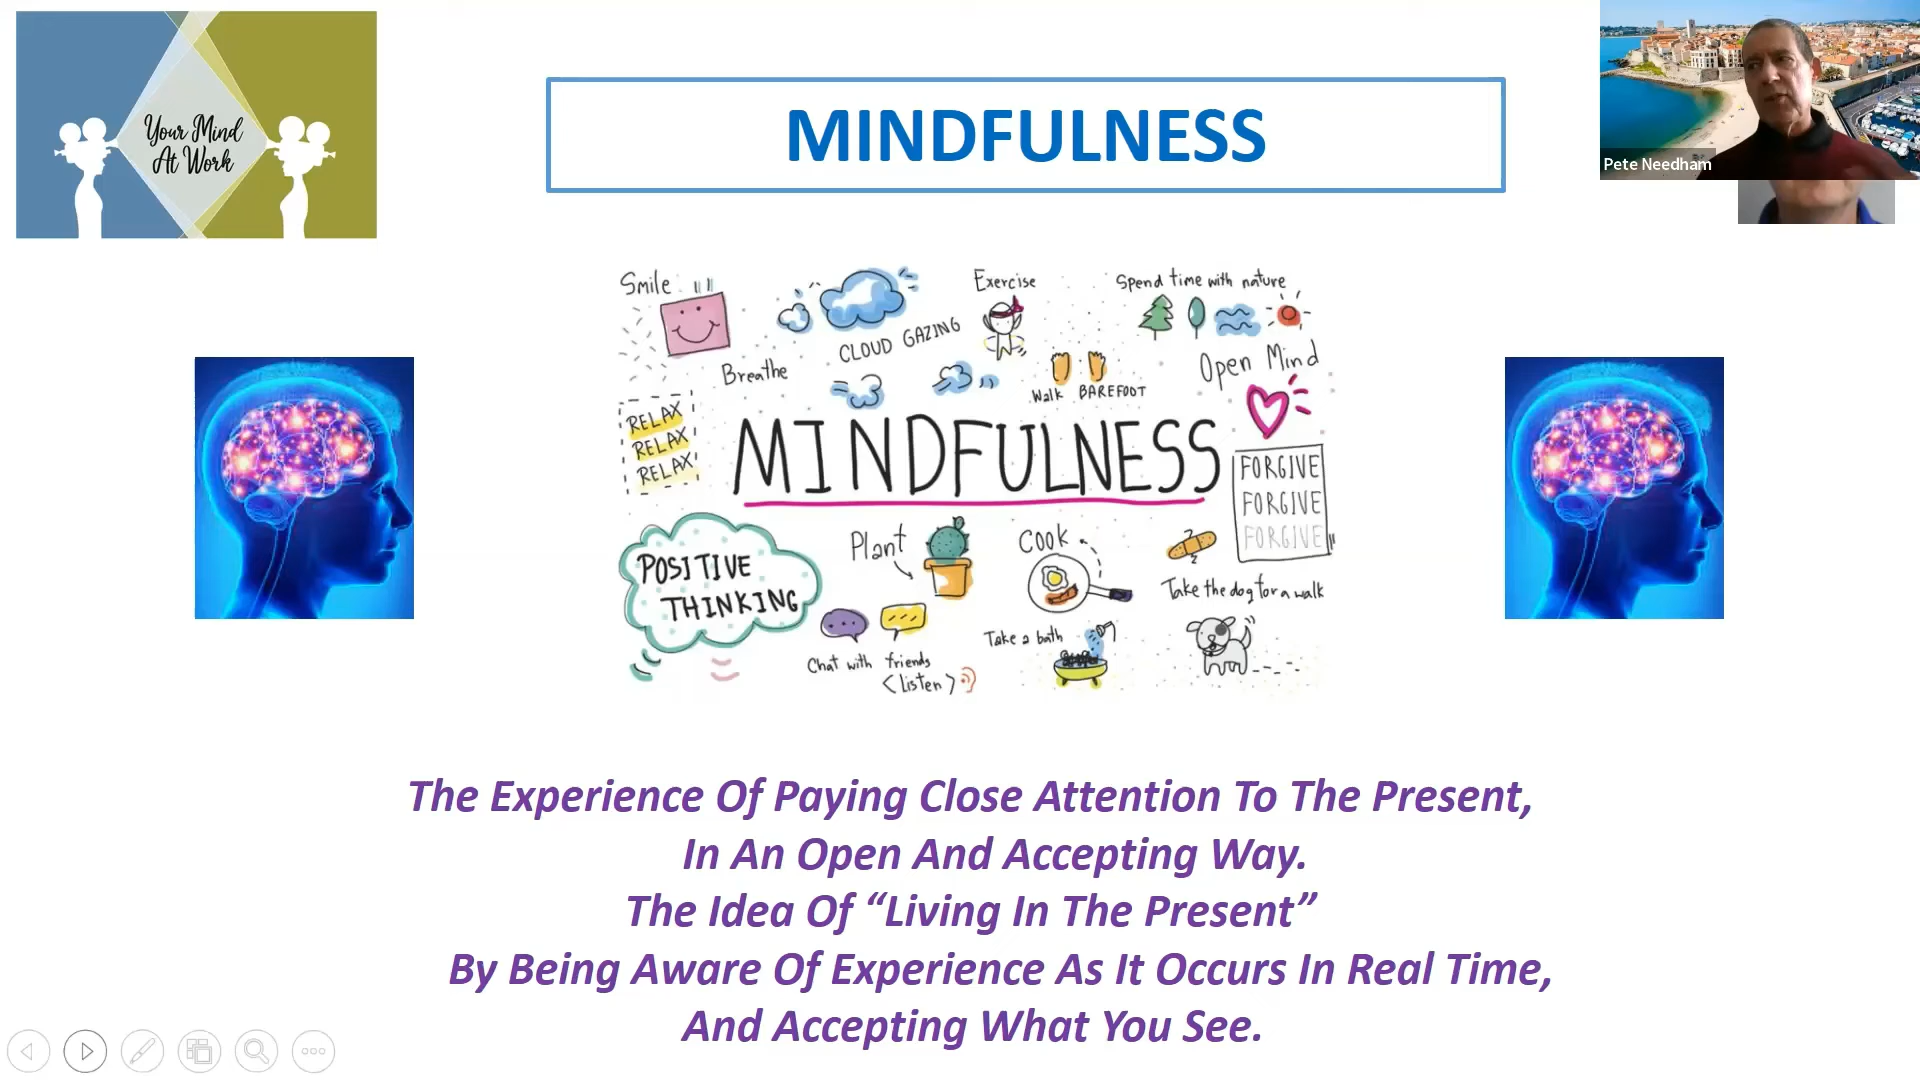 Your Mind
At Work
MINDFULNESS
Pete Needham
Smile
Exercise
Spend time with nature
CLOUD GAZING
Breathe
Walk BAREFOOT
Open Mind
RELAX
RELAX
RELAX!
MINDFULNESS
FORGIVE
FORGIVE
FORGIVE
POSITIVE
THINKING
Plant
Cook
Take the dog for a walk
Take a bath
Chat with friends
<Listen>
The Experience Of Paying Close Attention To The Present,
In An Open And Accepting Way.
The Idea Of “Living In The Present”
By Being Aware Of Experience As It Occurs In Real Time,
And Accepting What You See.